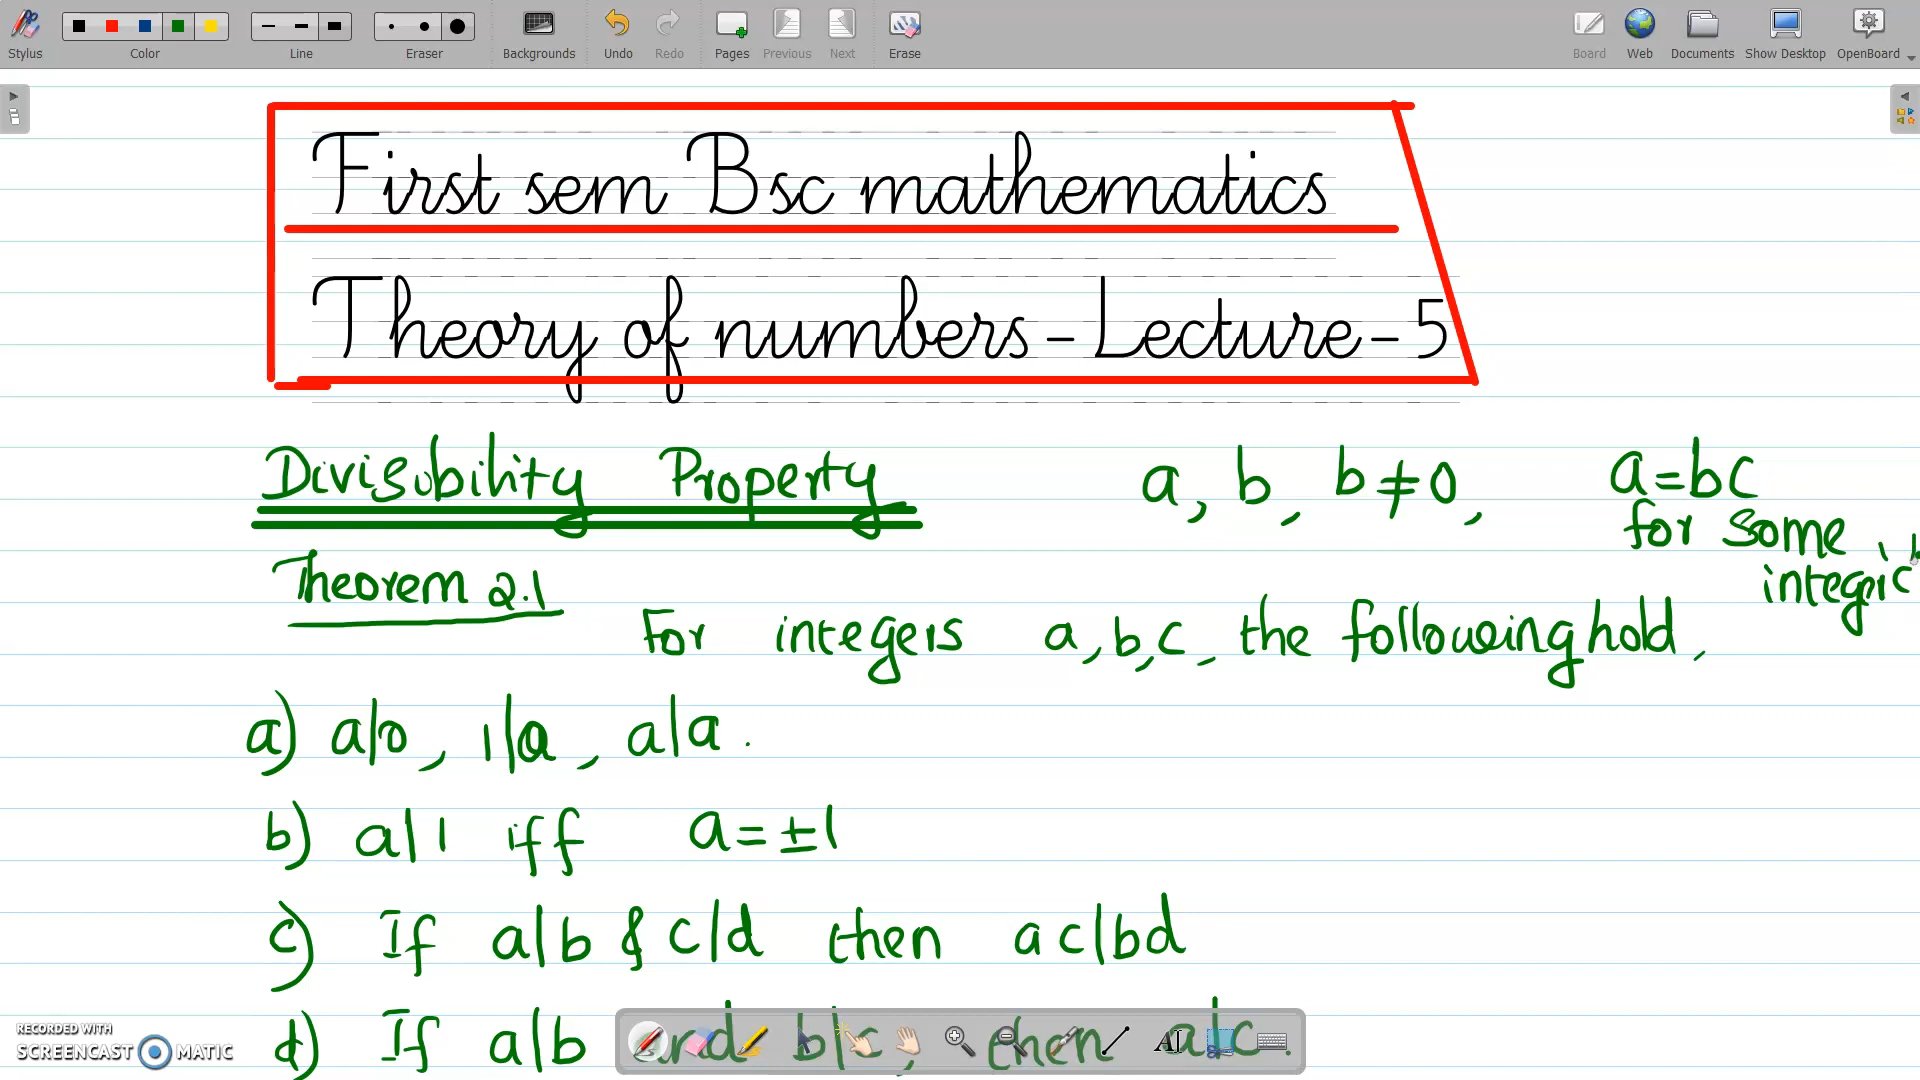 Stylus Color Line Eraser Backgrounds Undo Redo Pages Previous Next Erase Board Web Documents Show Desktop OpenBoard
First sem Bsc mathematics
Theory of numbers-Lecture-5
Divisibility Property a, b, b≠0, a=bc
for some
integer c
Theorem 2.1
For integers a, b, c, the following hold,
a) a|0, 1|a, a|a.
b) a|1 iff a=±1
c) If a|b & c|d then ac|bd
d) If a|b and b|c, then a|c.
RECORDED WITH
SCREENCAST MATIC